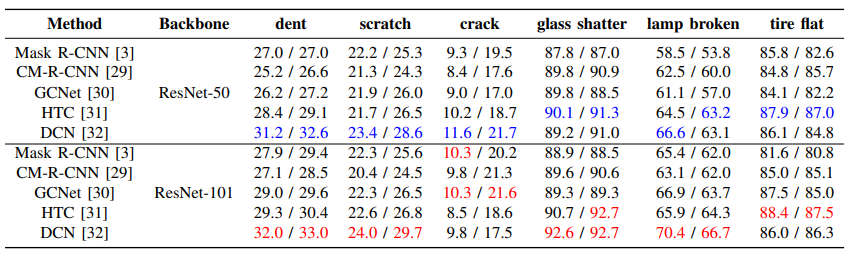 Method Backbone dent scratch crack glass shatter lamp broken tire flat
Mask R-CNN [3] 27.0 / 27.0 22.2 / 25.3 9.3 / 19.5 87.8 / 87.0 58.5 / 53.8 85.8 / 82.6
CM-R-CNN [29] 25.2 / 26.6 21.3 / 24.3 8.4 / 17.6 89.8 / 90.9 62.5 / 60.0 84.8 / 85.7
GCNet [30] ResNet-50 26.2 / 27.2 21.9 / 26.0 9.0 / 17.0 89.8 / 88.5 61.1 / 57.0 84.1 / 82.2
HTC [31] 28.4 / 29.1 21.7 / 26.5 10.2 / 18.7 90.1 / 91.3 64.5 / 63.2 87.9 / 87.0
DCN [32] 31.2 / 32.6 23.4 / 28.6 11.6 / 21.7 89.2 / 91.0 66.6 / 63.1 86.1 / 84.8
Mask R-CNN [3] 27.9 / 29.4 22.3 / 25.6 10.3 / 20.2 88.9 / 88.5 65.4 / 62.0 81.6 / 80.8
CM-R-CNN [29] 27.1 / 28.5 20.4 / 24.5 9.8 / 21.3 89.6 / 90.6 63.1 / 62.0 85.0 / 85.1
GCNet [30] ResNet-101 29.0 / 29.6 22.3 / 26.5 10.3 / 21.6 89.3 / 89.3 66.9 / 63.7 87.5 / 85.0
HTC [31] 29.3 / 30.4 22.6 / 26.8 8.5 / 18.6 90.7 / 92.7 65.9 / 64.3 88.4 / 87.5
DCN [32] 32.0 / 33.0 24.0 / 29.7 9.8 / 17.5 92.6 / 92.7 70.4 / 66.7 86.0 / 86.3